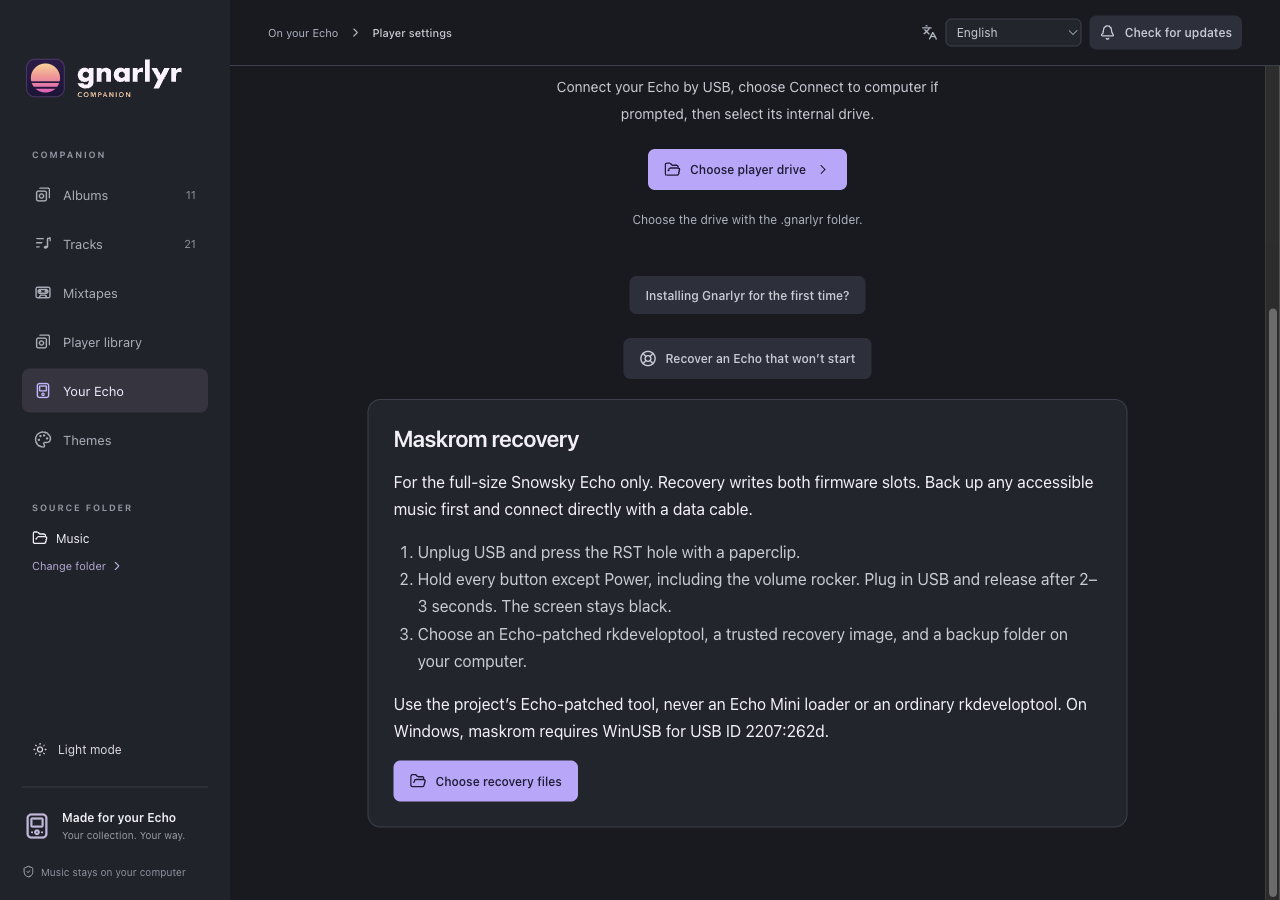 On your Echo
Player settings
English
Check for updates
gnarlyr
COMPANION
COMPANION
Albums 11
Tracks 21
Mixtapes
Player library
Your Echo
Themes
SOURCE FOLDER
Music
Change folder
Light mode
Made for your Echo
Your collection. Your way.
Music stays on your computer
Connect your Echo by USB, choose Connect to computer if
prompted, then select its internal drive.
Choose player drive
Choose the drive with the .gnarlyr folder.
Installing Gnarlyr for the first time?
Recover an Echo that won’t start
Maskrom recovery
For the full-size Snowsky Echo only. Recovery writes both firmware slots. Back up any accessible
music first and connect directly with a data cable.
1. Unplug USB and press the RST hole with a paperclip.
2. Hold every button except Power, including the volume rocker. Plug in USB and release after 2–
3 seconds. The screen stays black.
3. Choose an Echo-patched rkdeveloptool, a trusted recovery image, and a backup folder on
your computer.
Use the project’s Echo-patched tool, never an Echo Mini loader or an ordinary rkdeveloptool. On
Windows, maskrom requires WinUSB for USB ID 2207:262d.
Choose recovery files